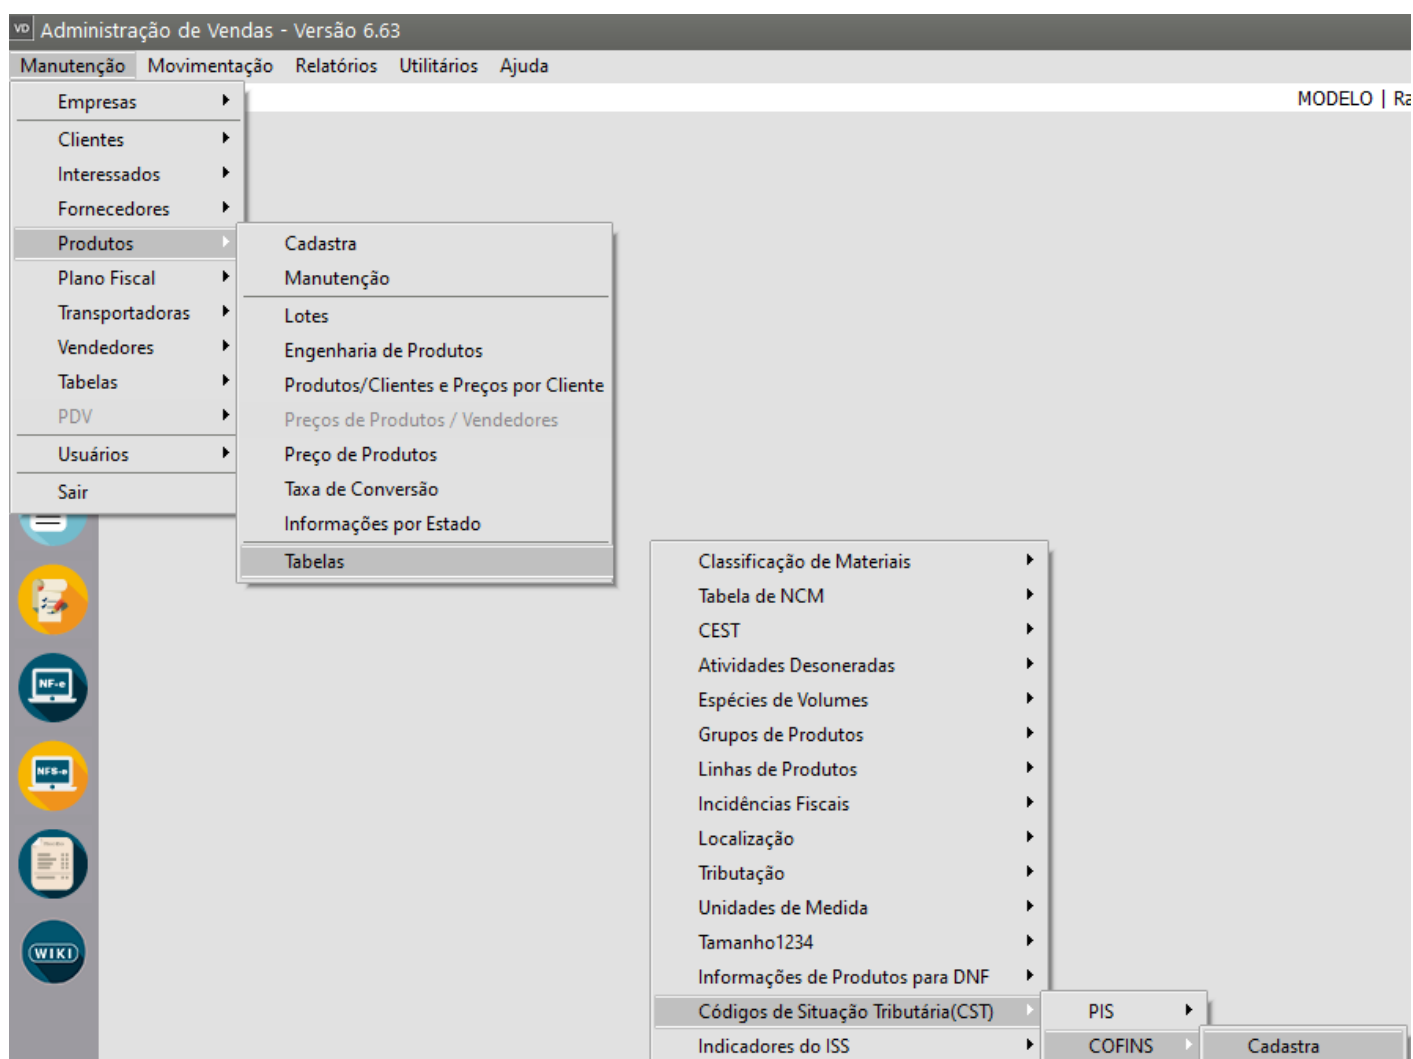 VD Administração de Vendas - Versão 6.63
Manutenção Movimentação Relatórios Utilitários Ajuda
MODELO | Ra
Empresas
Clientes
Interessados
Fornecedores
Produtos
Plano Fiscal
Transportadoras
Vendedores
Tabelas
PDV
Usuários
Sair
Cadastra
Manutenção
Lotes
Engenharia de Produtos
Produtos/Clientes e Preços por Cliente
Preços de Produtos / Vendedores
Preço de Produtos
Taxa de Conversão
Informações por Estado
Tabelas
Classificação de Materiais
Tabela de NCM
CEST
Atividades Desoneradas
Espécies de Volumes
Grupos de Produtos
Linhas de Produtos
Incidências Fiscais
Localização
Tributação
Unidades de Medida
Tamanho1234
Informações de Produtos para DNF
Códigos de Situação Tributária(CST)
Indicadores do ISS
PIS
COFINS
Cadastra
NF-e
NFS-e
WIKI